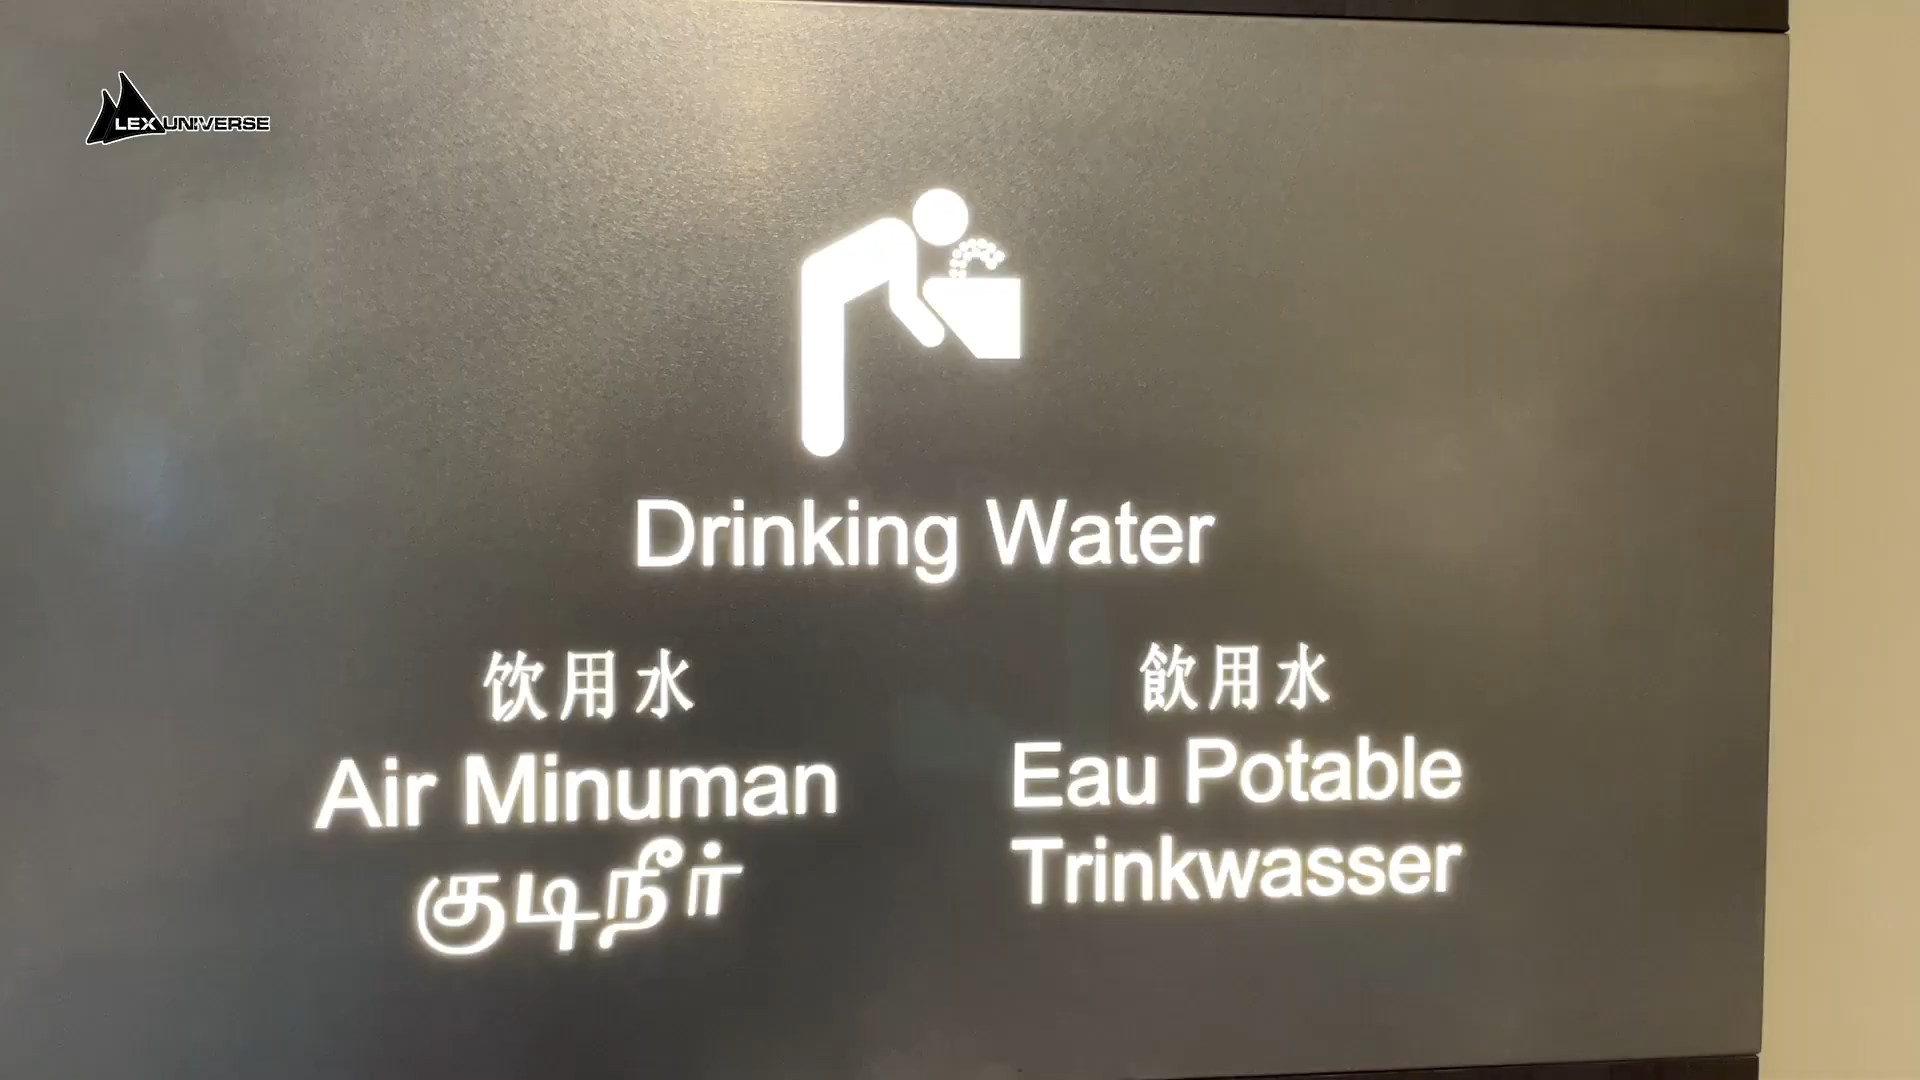 LEX UNIVERSE
Drinking Water
饮用水
Air Minuman
குடிநீர்
飲用水
Eau Potable
Trinkwasser